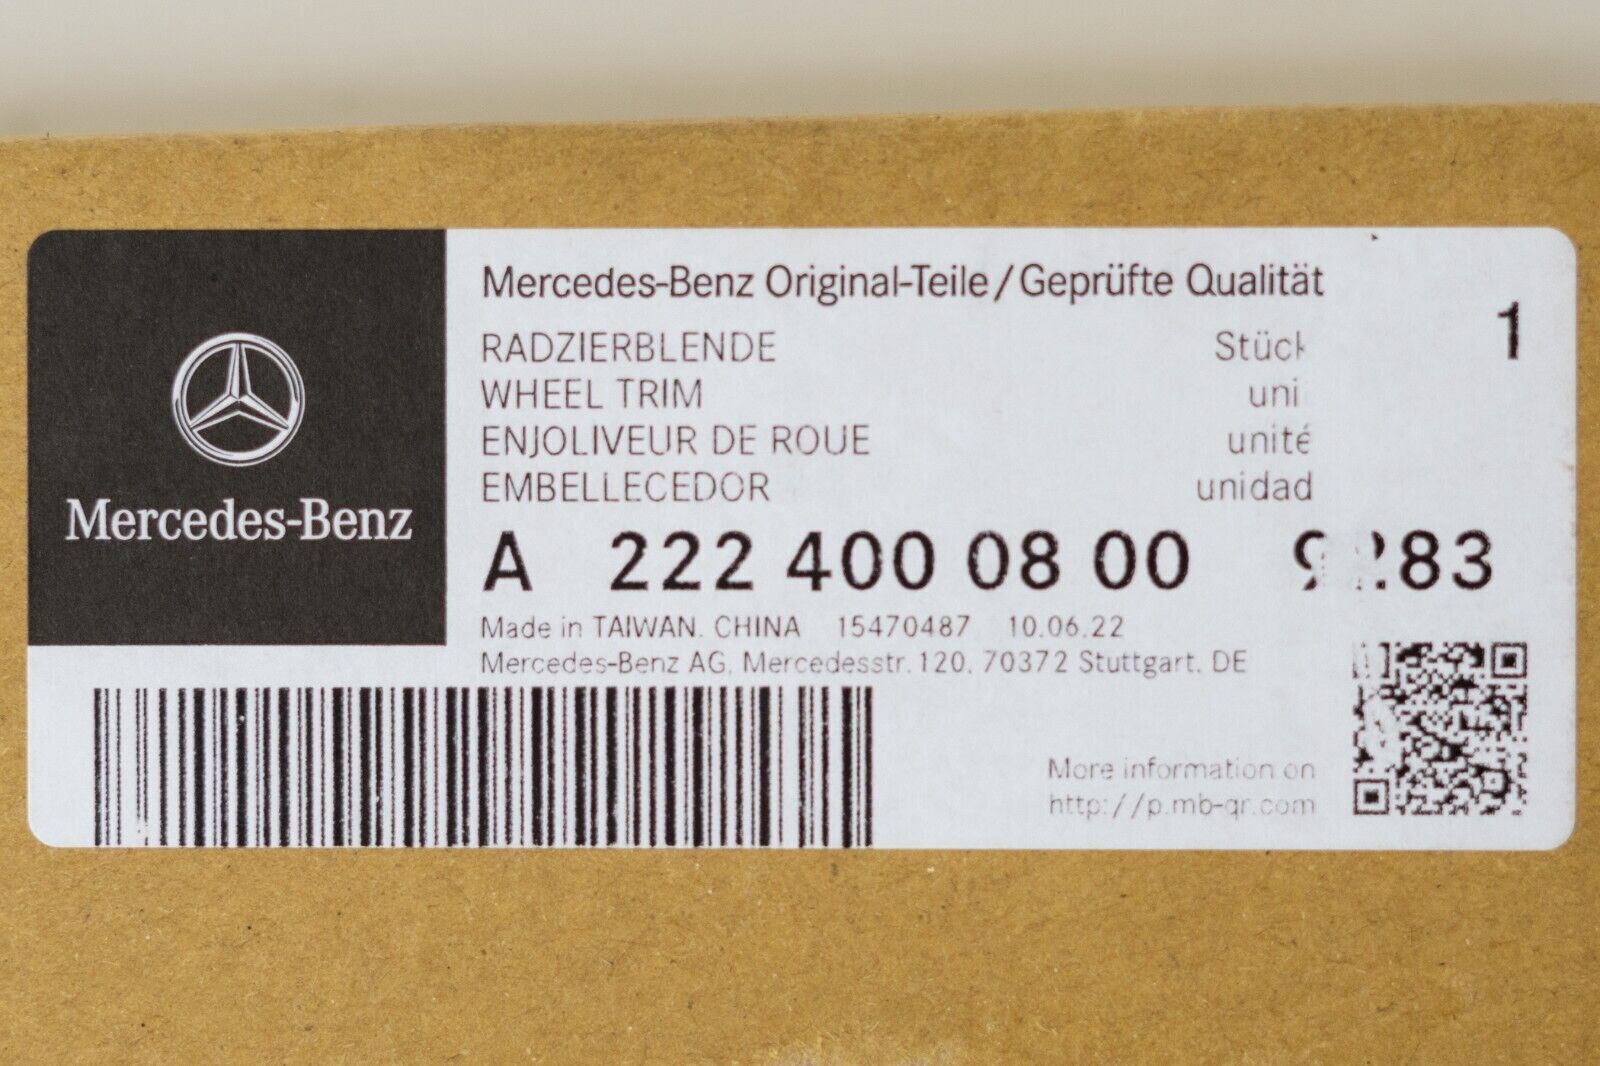 Mercedes-Benz
Mercedes-Benz Original-Teile/Geprüfte Qualität
RADZIERBLENDE Stück 1
WHEEL TRIM uni
ENJOLIVEUR DE ROUE unité
EMBELLECEDOR unidad
A 222 400 08 00
Made in TAIWAN. CHINA 15470487 10.06.22
Mercedes-Benz AG, Mercedesstr. 120, 70372 Stuttgart, DE
More information on
http://p.mb-qr.com